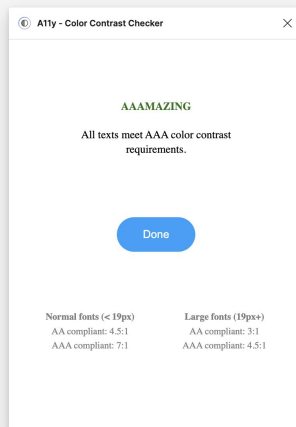 A11y - Color Contrast Checker
AAAMAZING
All texts meet AAA color contrast
requirements.
Done
Normal fonts (< 19px)
AA compliant: 4.5:1
AAA compliant: 7:1
Large fonts (19px+)
AA compliant: 3:1
AAA compliant: 4.5:1